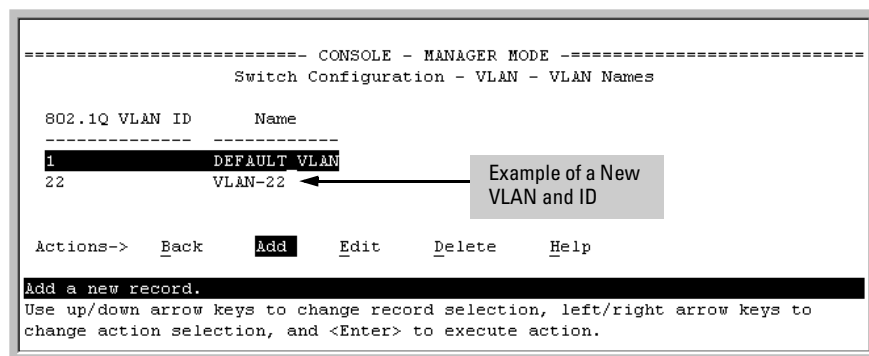 ==========================- CONSOLE - MANAGER MODE -============================
Switch Configuration - VLAN - VLAN Names
802.1Q VLAN ID Name
-------------- ------------
1 DEFAULT_VLAN
22 VLAN-22
Example of a New
VLAN and ID
Actions-> Back Add Edit Delete Help
Add a new record.
Use up/down arrow keys to change record selection, left/right arrow keys to
change action selection, and <Enter> to execute action.